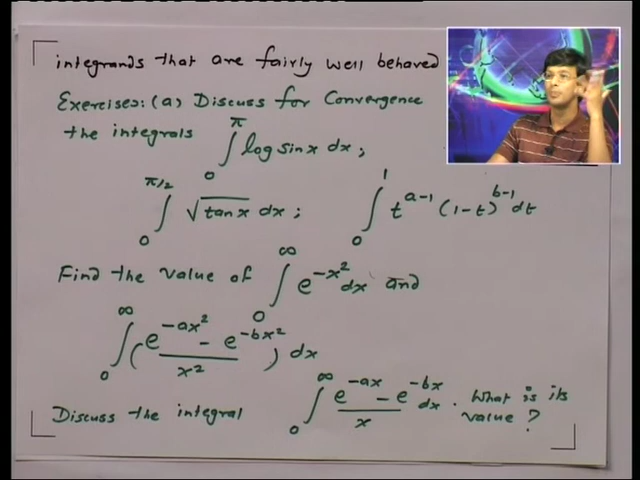 integrands that are fairly well behaved
Exercises: (a) Discuss for Convergence
the integrals ∫₀^π log sin x dx ;
∫₀^{π/2} √(tan x) dx ; ∫₀^1 t^{a-1} (1-t)^{b-1} dt
Find the value of ∫₀^∞ e^{-x²} dx and
∫₀^∞ ( (e^{-ax²} - e^{-bx²}) / x² ) dx
Discuss the integral ∫₀^∞ (e^{-ax} - e^{-bx}) / x dx . What is its
value ?